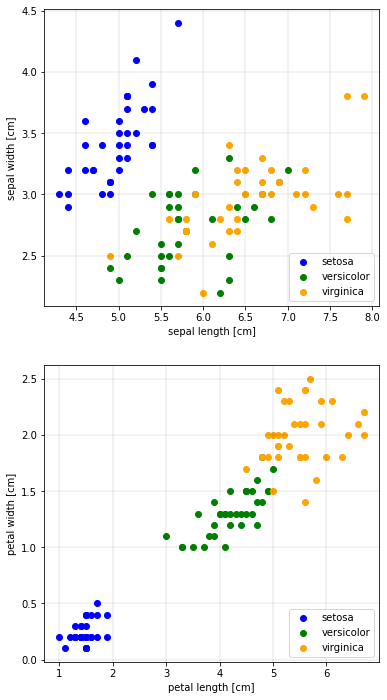 4.5
4.0
3.5
3.0
2.5
sepal width [cm]
4.5 5.0 5.5 6.0 6.5 7.0 7.5 8.0
sepal length [cm]
setosa
versicolor
virginica
2.5
2.0
1.5
1.0
0.5
0.0
petal width [cm]
1 2 3 4 5 6
petal length [cm]
setosa
versicolor
virginica